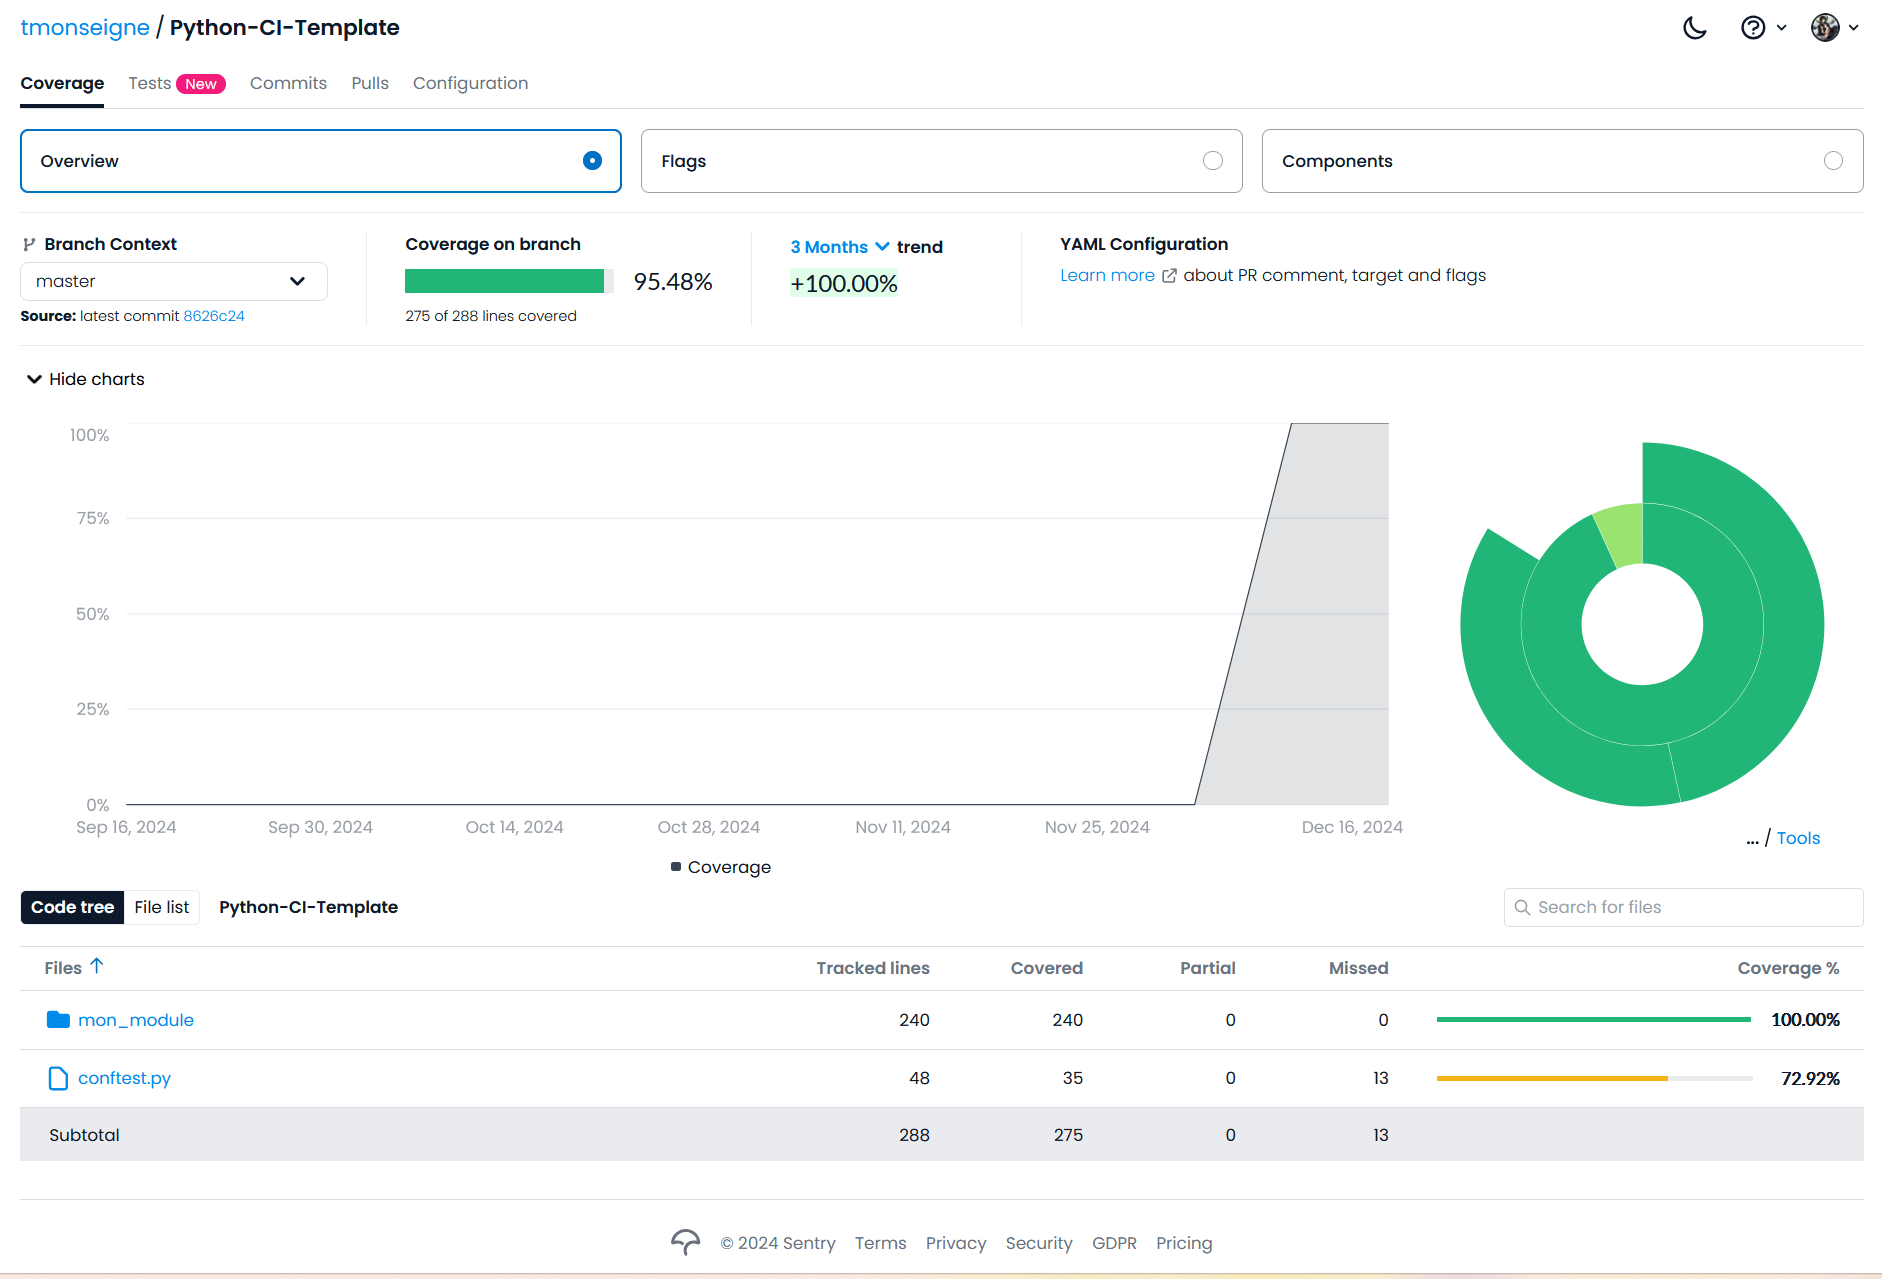 tmonseigne / Python-CI-Template
Coverage Tests New Commits Pulls Configuration
Overview Flags Components
Branch Context
master
Source: latest commit 8626c24
Coverage on branch
95.48%
275 of 288 lines covered
3 Months trend
+100.00%
YAML Configuration
Learn more about PR comment, target and flags
Hide charts
100%
75%
50%
25%
0%
Sep 16, 2024 Sep 30, 2024 Oct 14, 2024 Oct 28, 2024 Nov 11, 2024 Nov 25, 2024 Dec 16, 2024
Coverage
... / Tools
Code tree File list Python-CI-Template Search for files
Files Tracked lines Covered Partial Missed Coverage %
mon_module 240 240 0 0 100.00%
conftest.py 48 35 0 13 72.92%
Subtotal 288 275 0 13
© 2024 Sentry Terms Privacy Security GDPR Pricing